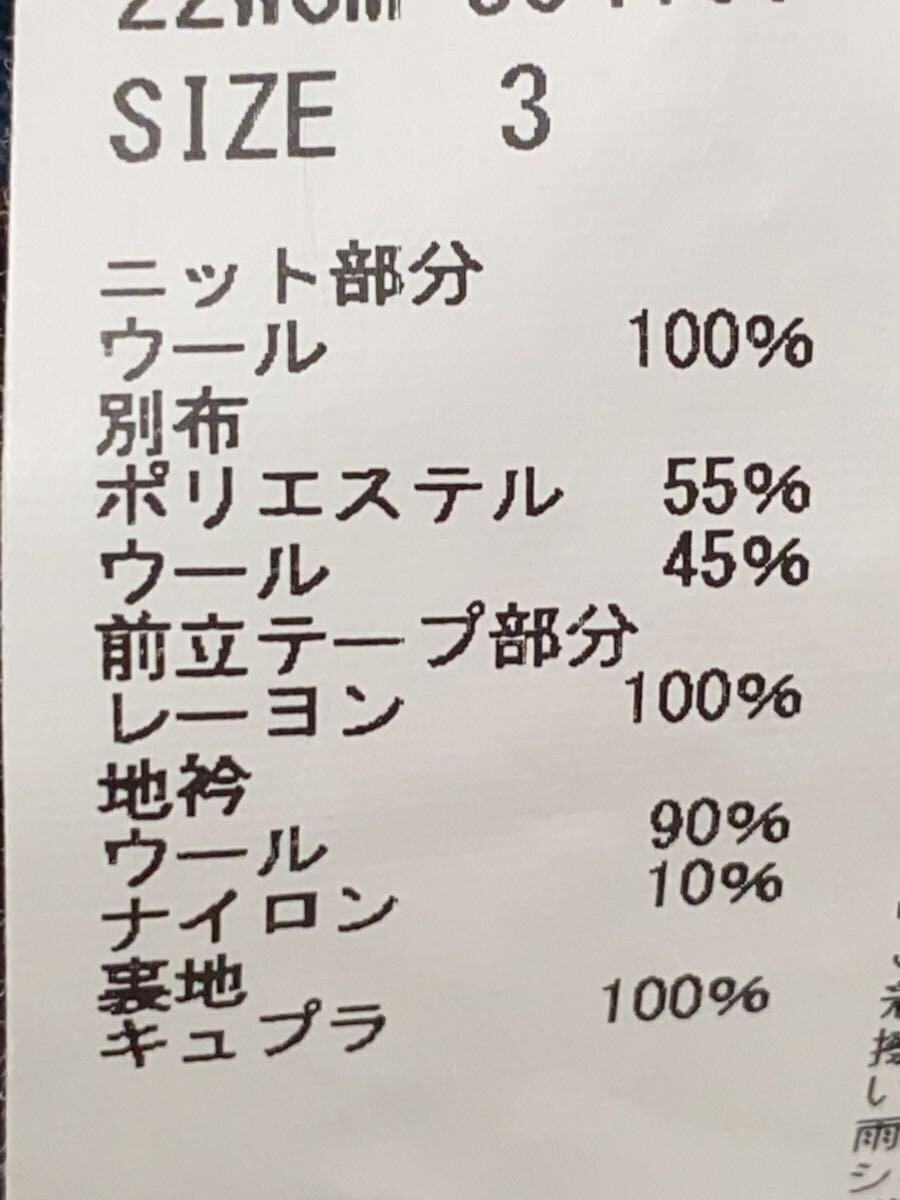 SIZE 3
ニット部分
ウール 100%
別布
ポリエステル 55%
ウール 45%
前立テープ部分
レーヨン 100%
地衿
ウール 90%
ナイロン 10%
裏地
キュプラ 100%
雨
シ